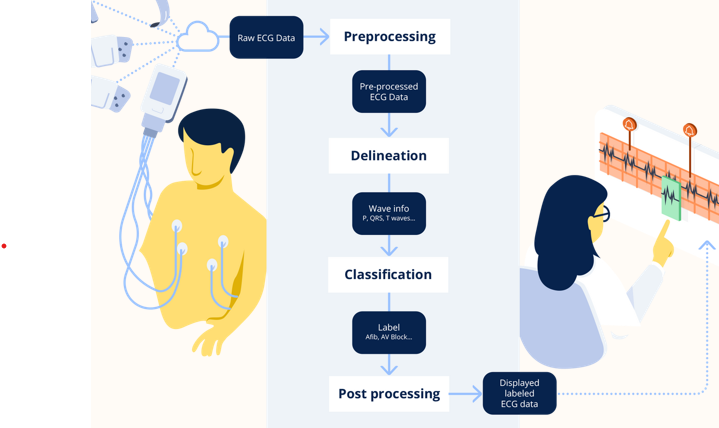 Raw ECG Data
Preprocessing
Pre-processed
ECG Data
Delineation
Wave info
P, QRS, T waves...
Classification
Label
Afib, AV Block...
Post processing
Displayed
labeled
ECG data